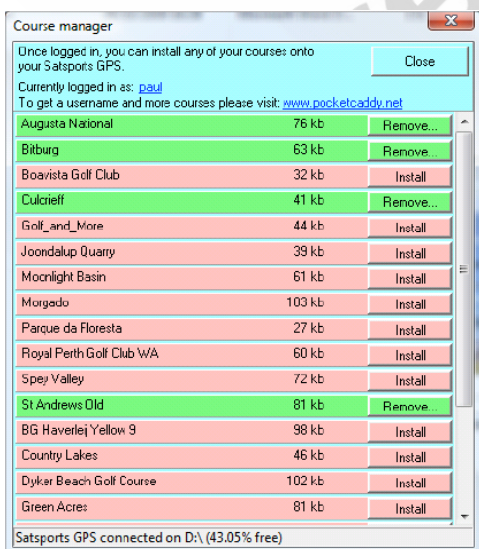 Course manager
Once logged in, you can install any of your courses onto
your Satsports GPS.
Close
Currently logged in as: paul
To get a username and more courses please visit: www.pocketcaddy.net
Augusta National 76 kb Remove...
Bitburg 63 kb Remove...
Boavista Golf Club 32 kb Install
Culcrieff 41 kb Remove...
Golf_and_More 44 kb Install
Joondalup Quarry 39 kb Install
Moonlight Basin 61 kb Install
Morgado 103 kb Install
Parque da Floresta 27 kb Install
Royal Perth Golf Club WA 60 kb Install
Spey Valley 72 kb Install
St Andrews Old 81 kb Remove...
BG Haverlej Yellow 9 98 kb Install
Country Lakes 46 kb Install
Dyker Beach Golf Course 102 kb Install
Green Acres 81 kb Install
Satsports GPS connected on D:\ (43.05% free)